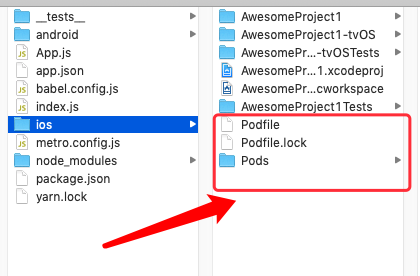 __tests__
android
App.js
app.json
babel.config.js
index.js
ios
metro.config.js
node_modules
package.json
yarn.lock
AwesomeProject1
AwesomeProject1-tvOS
AwesomePr...-tvOSTests
AwesomePr...1.xcodeproj
AwesomePr...cworkspace
AwesomeProject1Tests
Podfile
Podfile.lock
Pods